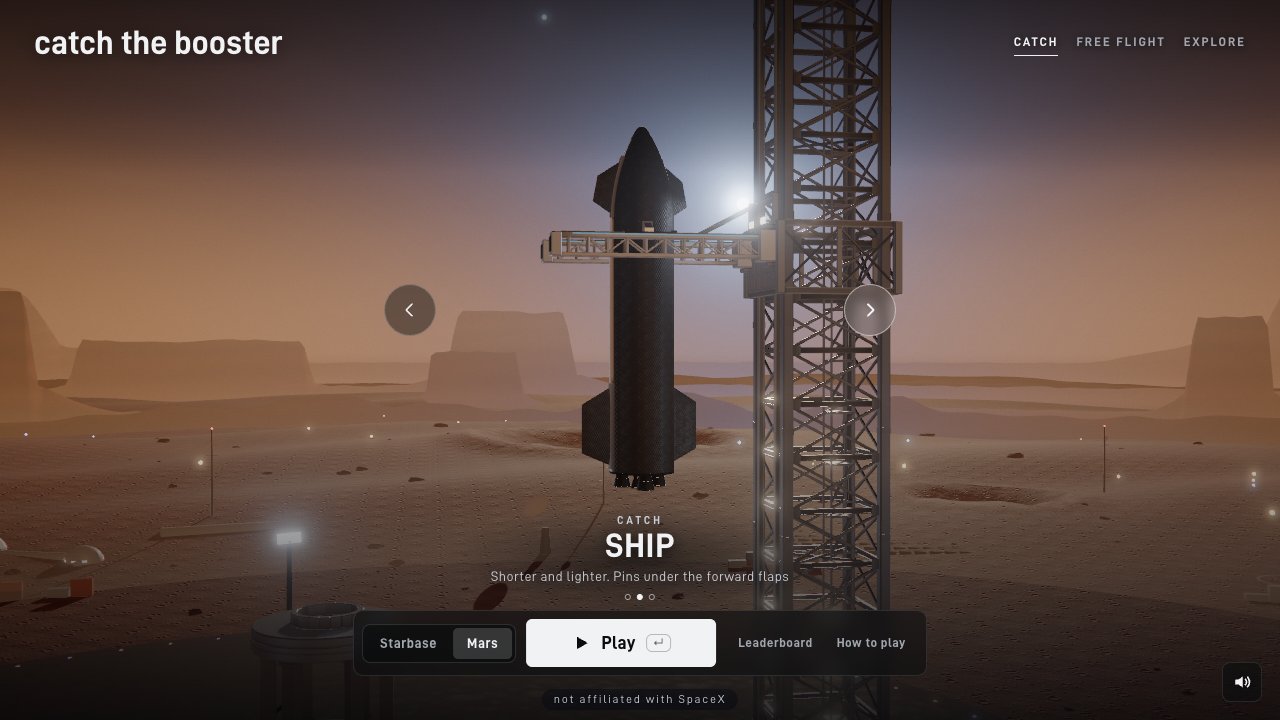 catch the booster
CATCH FREE FLIGHT EXPLORE
CATCH
SHIP
Shorter and lighter. Pins under the forward flaps
Starbase Mars Play Leaderboard How to play
not affiliated with SpaceX